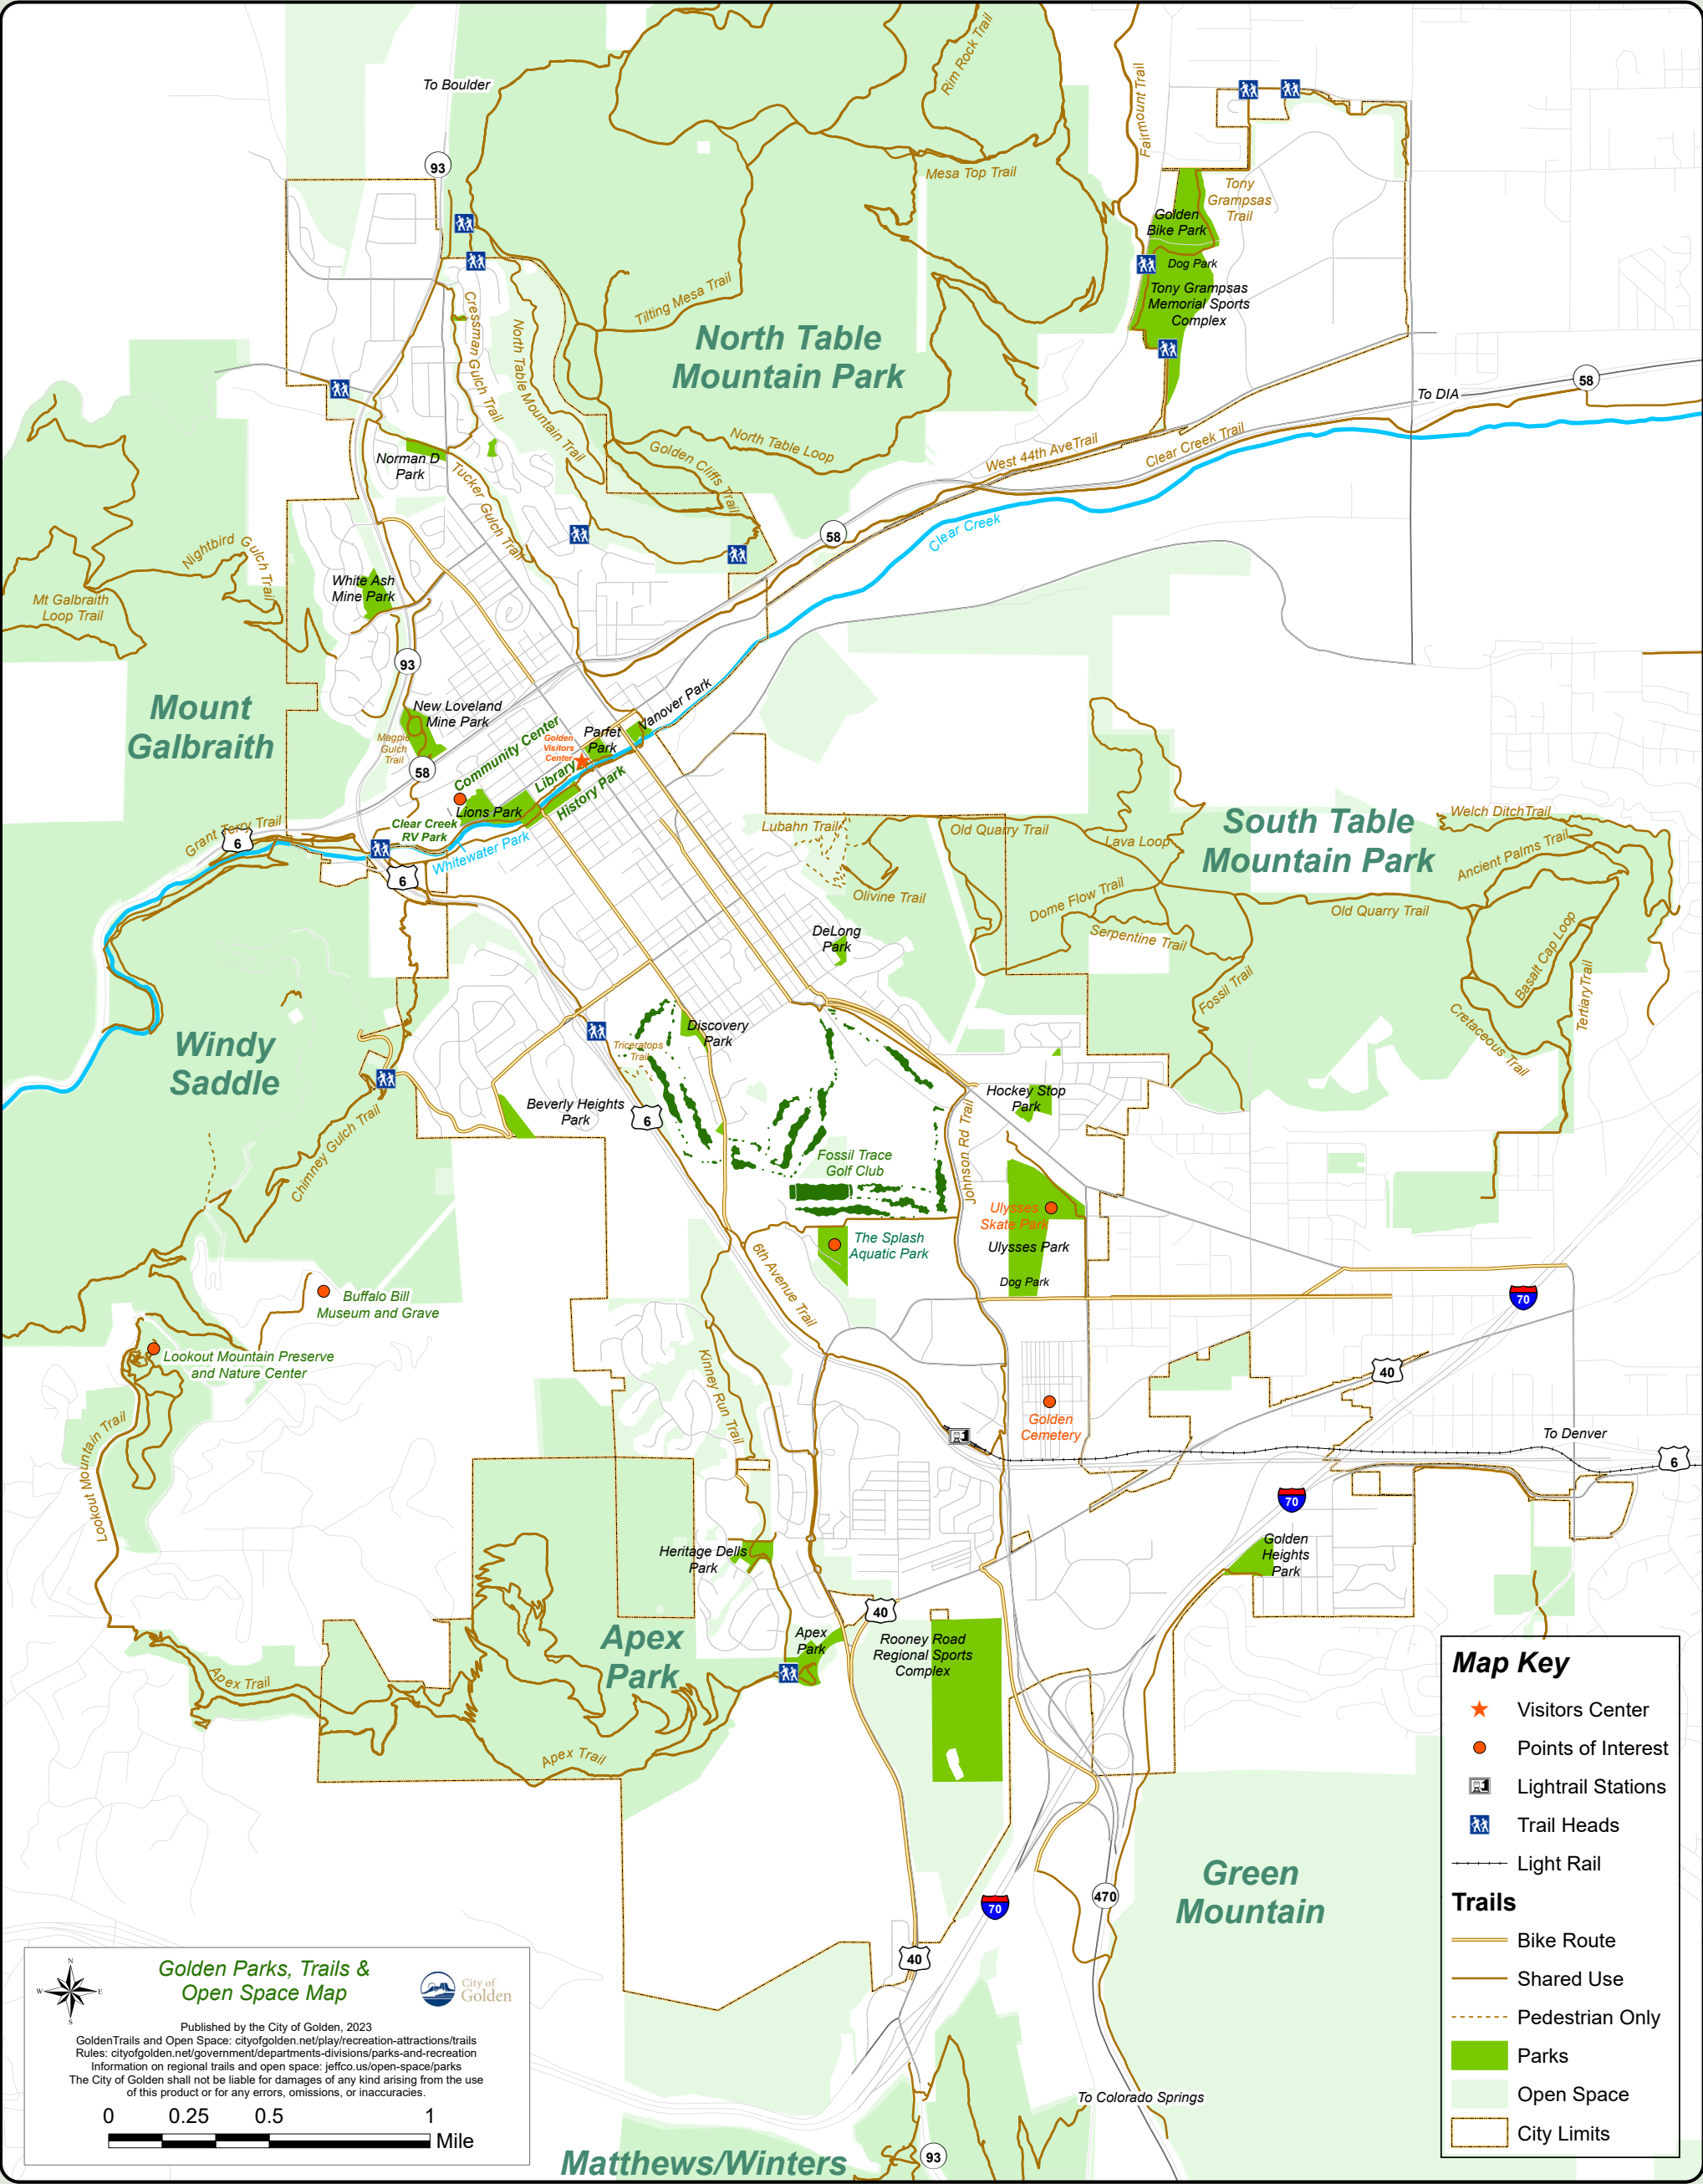 To Boulder
93
Rim Rock Trail
Fairmount Trail
Mesa Top Trail
Tony
Grampsas
Trail
Golden
Bike Park
Dog Park
Tony Grampsas
Memorial Sports
Complex
Cressman Gulch Trail
North Table Mountain Trail
Tilting Mesa Trail
North Table
Mountain Park
58
To DIA
Norman D
Park
Tucker Gulch Trail
Golden Cliffs Trail
North Table Loop
West 44th AveTrail
Clear Creek Trail
58
Clear Creek
Nightbird Gulch Trail
Mt Galbraith
Loop Trail
White Ash
Mine Park
93
Mount
Galbraith
New Loveland
Mine Park
Magpie
Gulch
Trail
58
Community Center
Golden
Visitors
Center
Parfet
Park
Vanover Park
Library
History Park
Lions Park
Clear Creek
RV Park
Whitewater Park
Grant Terry Trail
6
6
Lubahn Trail
Old Quarry Trail
Lava Loop
Olivine Trail
South Table
Mountain Park
Welch DitchTrail
Ancient Palms Trail
Dome Flow Trail
Serpentine Trail
Old Quarry Trail
Basalt Cap Loop
TertiaryTrail
Fossil Trail
Cretaceous Trail
DeLong
Park
Windy
Saddle
Discovery
Park
Triceratops
Trail
Beverly Heights
Park
6
Hockey Stop
Park
Johnson Rd Trail
Chimney Gulch Trail
Fossil Trace
Golf Club
Ulysses
Skate Park
Ulysses Park
Dog Park
The Splash
Aquatic Park
6th Avenue Trail
Buffalo Bill
Museum and Grave
Lookout Mountain Preserve
and Nature Center
Lookout Mountain Trail
Kinney Run Trail
70
40
Golden
Cemetery
To Denver
6
70
Golden
Heights
Park
Heritage Dells
Park
40
Apex
Park
Apex
Park
Rooney Road
Regional Sports
Complex
Apex Trail
Apex Trail
Green
Mountain
470
70
40
To Colorado Springs
93
Matthews/Winters
Map Key
Visitors Center
Points of Interest
Lightrail Stations
Trail Heads
Light Rail
Trails
Bike Route
Shared Use
Pedestrian Only
Parks
Open Space
City Limits
N
W
E
S
Golden Parks, Trails &
Open Space Map
City of
Golden
Published by the City of Golden, 2023
GoldenTrails and Open Space: cityofgolden.net/play/recreation-attractions/trails
Rules: cityofgolden.net/government/departments-divisions/parks-and-recreation
Information on regional trails and open space: jeffco.us/open-space/parks
The City of Golden shall not be liable for damages of any kind arising from the use
of this product or for any errors, omissions, or inaccuracies.
0 0.25 0.5 1
Mile